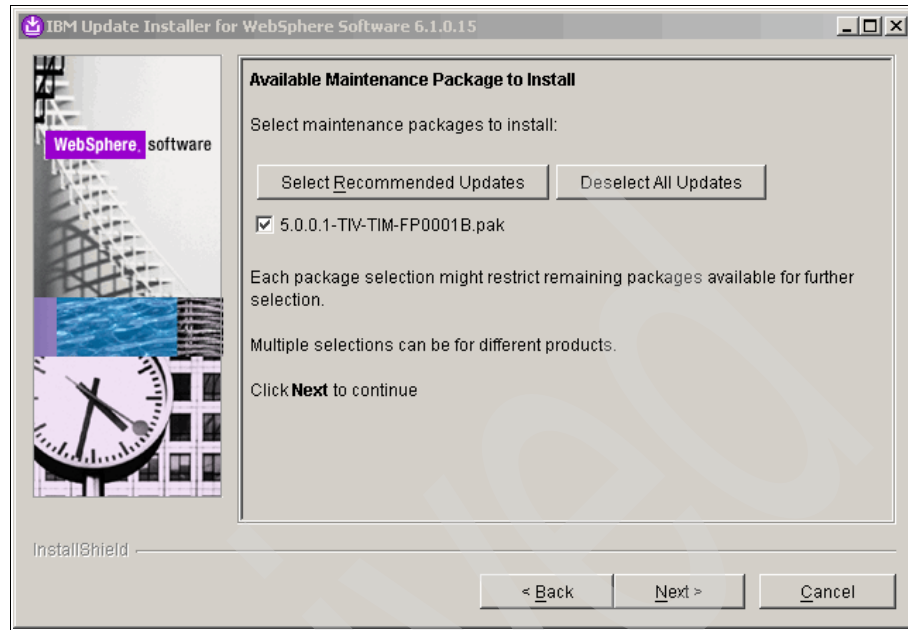 IBM Update Installer for WebSphere Software 6.1.0.15
WebSphere. software
Available Maintenance Package to Install
Select maintenance packages to install:
Select Recommended Updates
Deselect All Updates
5.0.0.1-TIV-TIM-FP0001B.pak
Each package selection might restrict remaining packages available for further
selection.
Multiple selections can be for different products.
Click Next to continue
InstallShield
< Back
Next >
Cancel